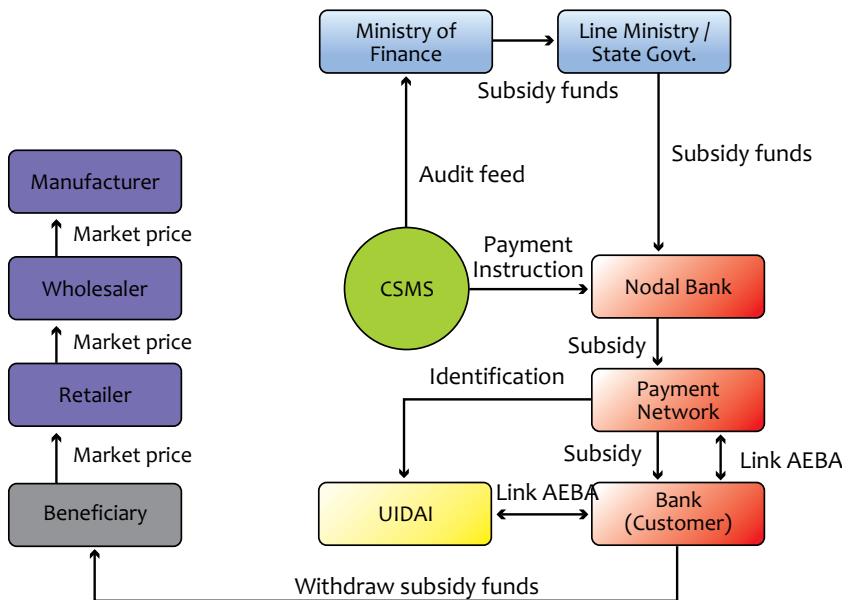 Ministry of
Finance
Line Ministry /
State Govt.
Subsidy funds
Subsidy funds
Audit feed
Manufacturer
Market price
Wholesaler
Market price
Retailer
Market price
Beneficiary
CSMS
Payment
Instruction
Nodal Bank
Subsidy
Identification
Payment
Network
Subsidy
Link AEBA
UIDAI
Link AEBA
Bank
(Customer)
Withdraw subsidy funds